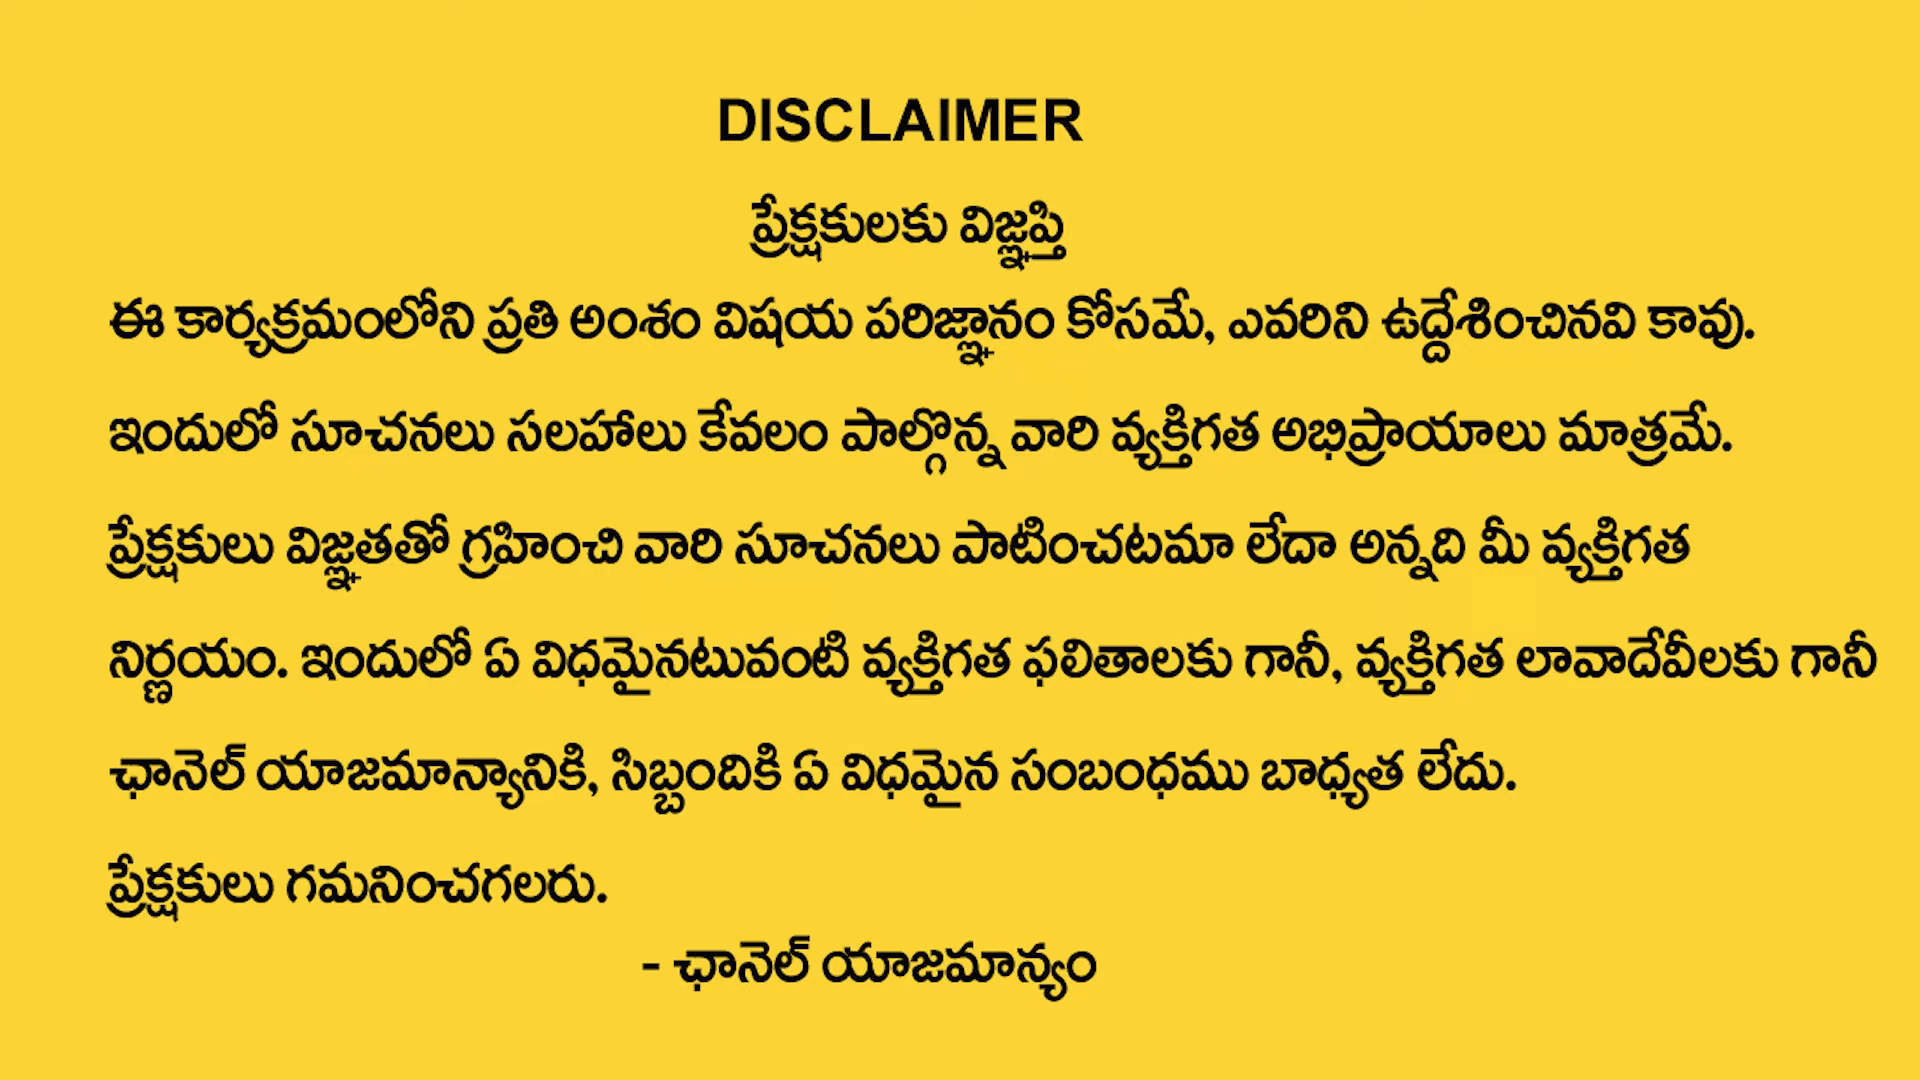 DISCLAIMER
ప్రేక్షకులకు విజ్ఞప్తి
ఈ కార్యక్రమంలోని ప్రతి అంశం విషయ పరిజ్ఞానం కోసమే, ఎవరిని ఉద్దేశించినవి కావు.
ఇందులో సూచనలు సలహాలు కేవలం పాల్గొన్న వారి వ్యక్తిగత అభిప్రాయాలు మాత్రమే.
ప్రేక్షకులు విజ్ఞతతో గ్రహించి వారి సూచనలు పాటించటమా లేదా అన్నది మీ వ్యక్తిగత
నిర్ణయం. ఇందులో ఏ విధమైనటువంటి వ్యక్తిగత ఫలితాలకు గానీ, వ్యక్తిగత లావాదేవీలకు గానీ
ఛానెల్ యాజమాన్యానికి, సిబ్బందికి ఏ విధమైన సంబంధము బాధ్యత లేదు.
ప్రేక్షకులు గమనించగలరు.
- ఛానెల్ యాజమాన్యం